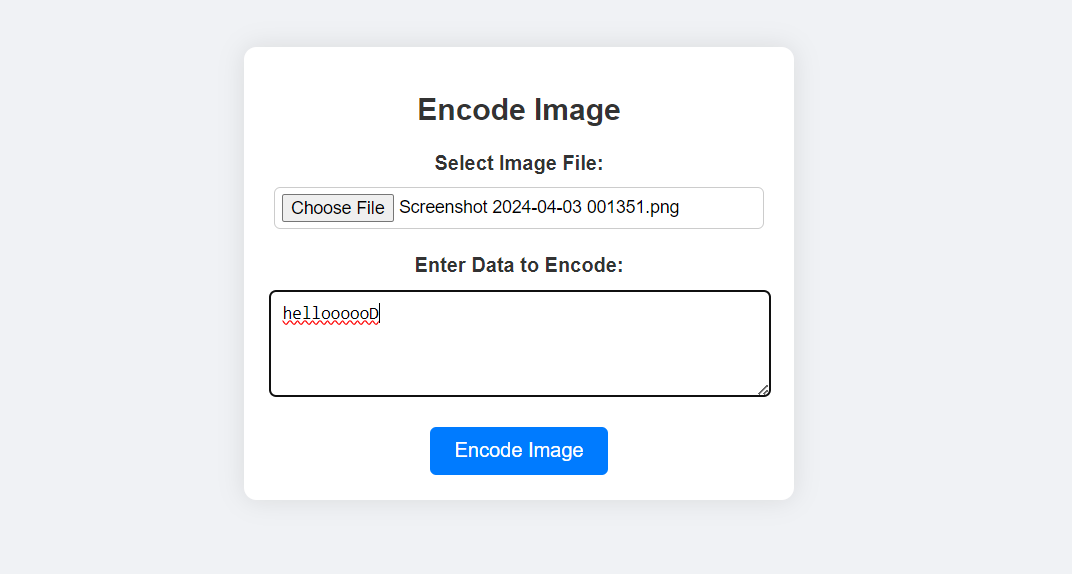 Encode Image
Select Image File:
Choose File Screenshot 2024-04-03 001351.png
Enter Data to Encode:
helloooooD
Encode Image